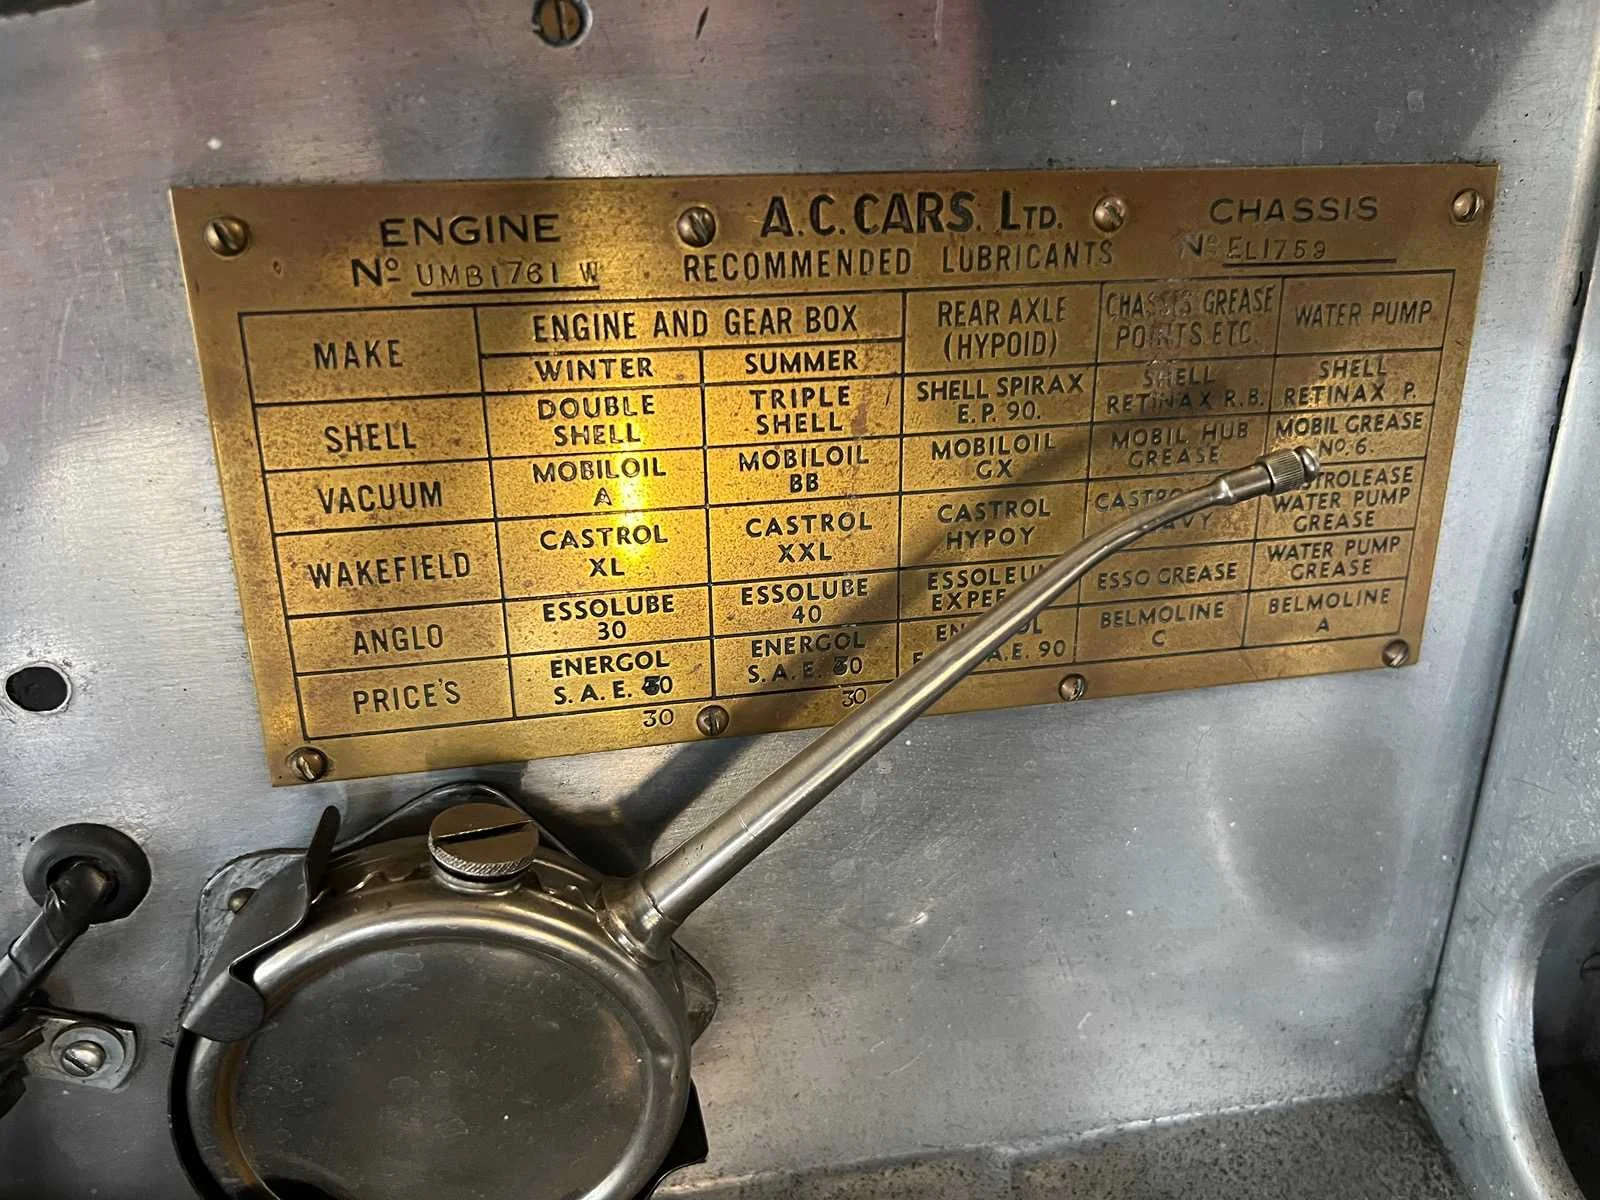 ENGINE A.C. CARS. LTD. CHASSIS
Nº UMB1761 W RECOMMENDED LUBRICANTS Nº EL1759
MAKE ENGINE AND GEAR BOX REAR AXLE (HYPOID) CHASSIS GREASE POINTS ETC. WATER PUMP
WINTER SUMMER
SHELL DOUBLE SHELL TRIPLE SHELL SHELL SPIRAX E.P. 90. SHELL RETINAX R.B. SHELL RETINAX P.
VACUUM MOBILOIL A MOBILOIL BB MOBILOIL GX MOBIL HUB GREASE MOBIL GREASE Nº. 6.
WAKEFIELD CASTROL XL CASTROL XXL CASTROL HYPOY WATER PUMP GREASE
ANGLO ESSOLUBE 30 ESSOLUBE 40 ESSO GREASE WATER PUMP GREASE
PRICE'S ENERGOL S.A.E. ENERGOL S.A.E. 90 BELMOLINE C BELMOLINE A
30 30